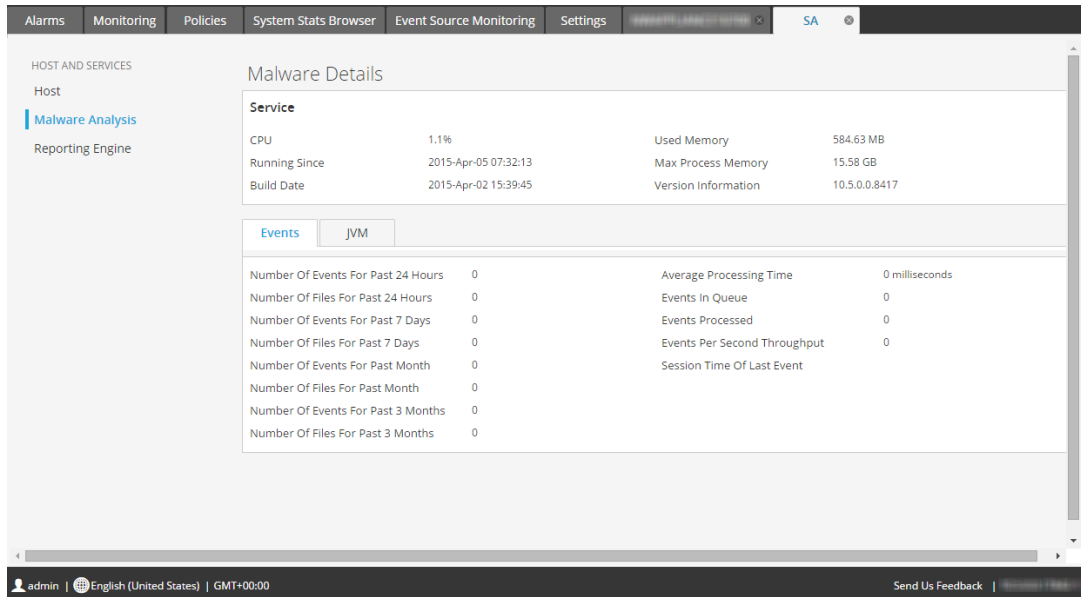 Alarms Monitoring Policies System Stats Browser Event Source Monitoring Settings SA
HOST AND SERVICES
Host
Malware Analysis
Reporting Engine
Malware Details
Service
CPU 1.1% Used Memory 584.63 MB
Running Since 2015-Apr-05 07:32:13 Max Process Memory 15.58 GB
Build Date 2015-Apr-02 15:39:45 Version Information 10.5.0.0.8417
Events JVM
Number Of Events For Past 24 Hours 0 Average Processing Time 0 milliseconds
Number Of Files For Past 24 Hours 0 Events In Queue 0
Number Of Events For Past 7 Days 0 Events Processed 0
Number Of Files For Past 7 Days 0 Events Per Second Throughput 0
Number Of Events For Past Month 0 Session Time Of Last Event
Number Of Files For Past Month 0
Number Of Events For Past 3 Months 0
Number Of Files For Past 3 Months 0
admin | English (United States) | GMT+00:00 Send Us Feedback |